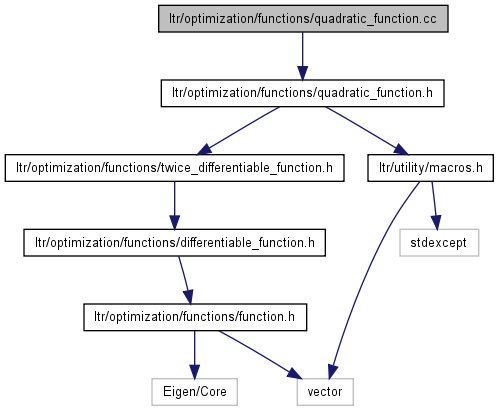 ltr/optimization/functions/quadratic_function.cc
ltr/optimization/functions/quadratic_function.h
ltr/optimization/functions/twice_differentiable_function.h
ltr/utility/macros.h
ltr/optimization/functions/differentiable_function.h
stdexcept
ltr/optimization/functions/function.h
Eigen/Core
vector